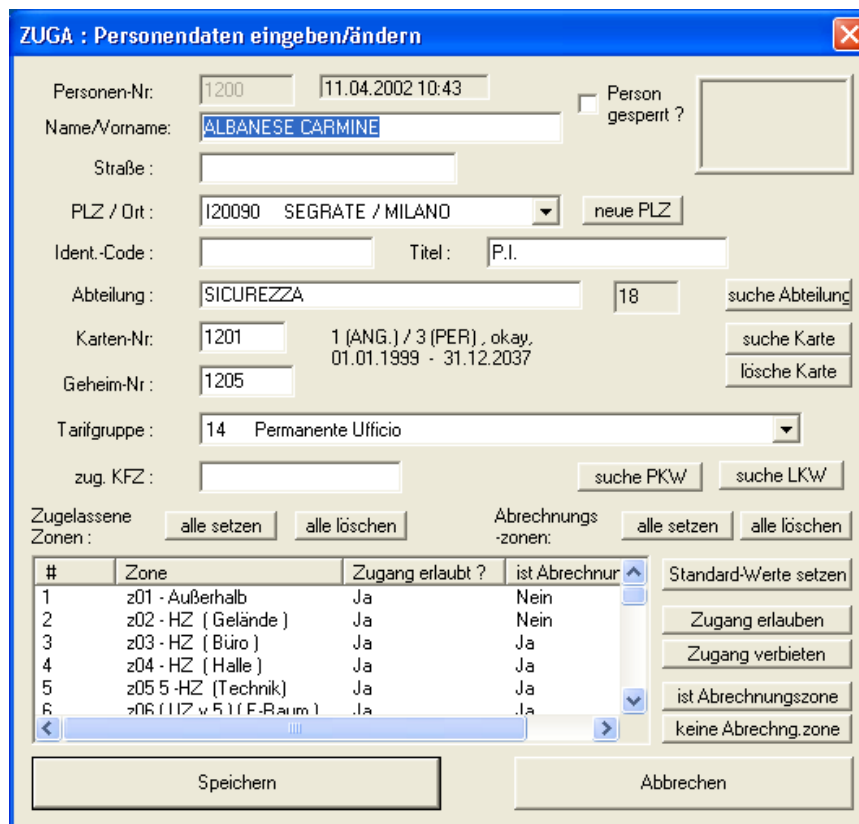 ZUGA : Personendaten eingeben/ändern
Personen-Nr: 1200 11.04.2002 10:43 Person gesperrt ?
Name/Vorname: ALBANESE CARMINE
Straße :
PLZ / Ort : I20090 SEGRATE / MILANO neue PLZ
Ident.-Code : Titel : P.I.
Abteilung : SICUREZZA 18 suche Abteilung
Karten-Nr: 1201 1 (ANG.) / 3 (PER) , okay, suche Karte
01.01.1999 - 31.12.2037
lösche Karte
Geheim-Nr : 1205
Tarifgruppe : 14 Permanente Ufficio
zug. KFZ : suche PKW suche LKW
Zugelassene Zonen : alle setzen alle löschen Abrechnungs -zonen: alle setzen alle löschen
# Zone Zugang erlaubt ? ist Abrechnur Standard-Werte setzen
1 z01 - Außerhalb Ja Nein
2 z02 - HZ ( Gelände ) Ja Nein Zugang erlauben
3 z03 - HZ ( Büro ) Ja Ja
4 z04 - HZ ( Halle ) Ja Ja Zugang verbieten
5 z05 5 -HZ (Technik) Ja Ja ist Abrechnungszone
6 Ja Ja
keine Abrechng.zone
Speichern Abbrechen